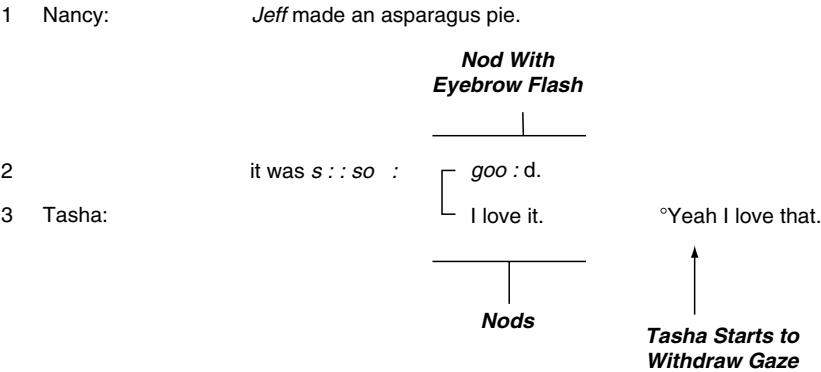 1 Nancy: Jeff made an asparagus pie.
Nod With
Eyebrow Flash
2 it was s : : so : goo : d.
3 Tasha: I love it. °Yeah I love that.
Nods
Tasha Starts to
Withdraw Gaze